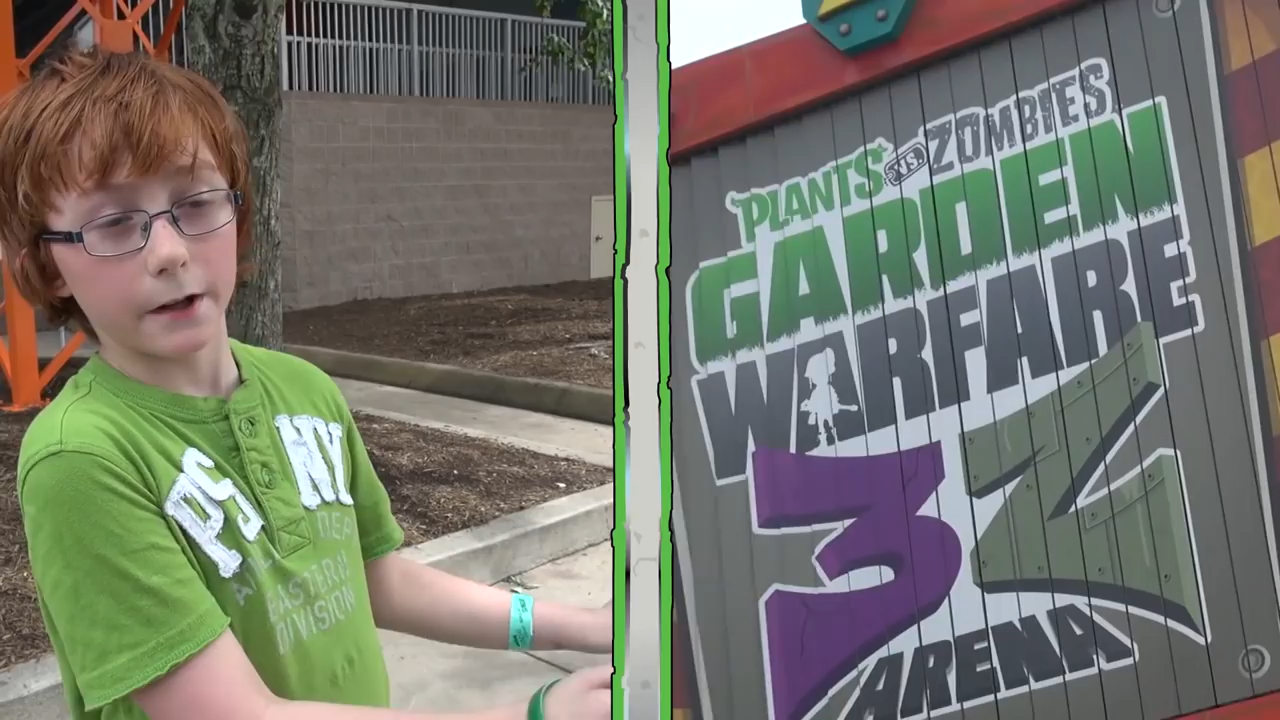 PS NY
EASTERN
DIVISION
PLANTS VS. ZOMBIES
GARDEN
WARFARE
3Z
ARENA